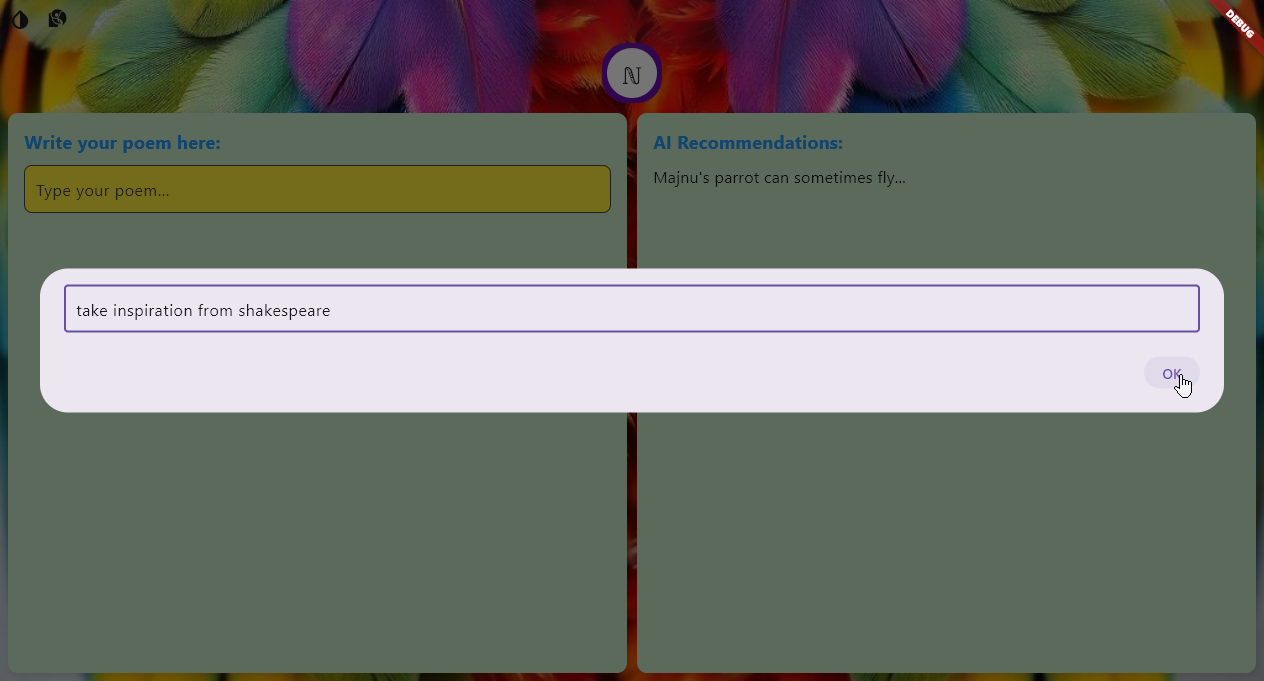 DEBUG
N
Write your poem here:
Type your poem...
AI Recommendations:
Majnu's parrot can sometimes fly...
take inspiration from shakespeare
OK